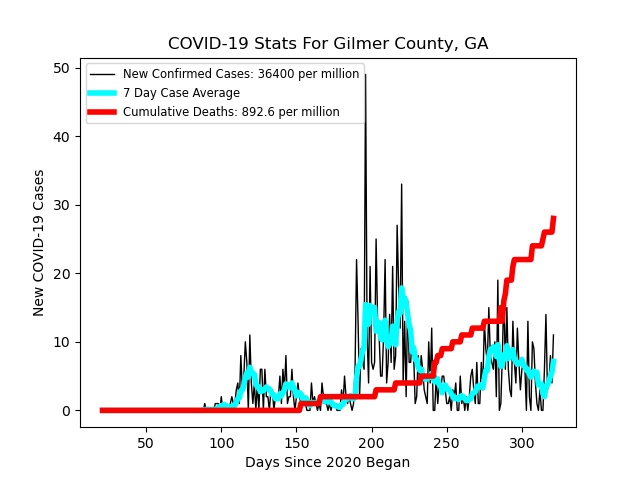 COVID-19 Stats For Gilmer County, GA
New Confirmed Cases: 36400 per million
7 Day Case Average
Cumulative Deaths: 892.6 per million
New COVID-19 Cases
50
40
30
20
10
0
50
100
150
200
250
300
Days Since 2020 Began